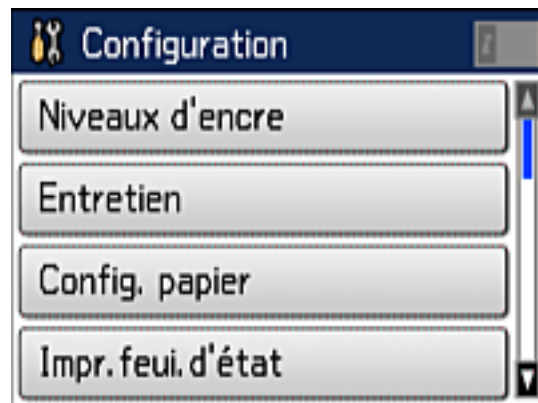 Configuration
Niveaux d'encre
Entretien
Config. papier
Impr. feui. d'état